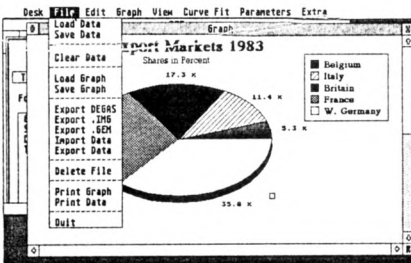 Desk File Edit Graph View Curve Fit Parameters Extra
Graph
Load Data
Save Data
Clear Data
Load Graph
Save Graph
Export DEGAS
Export .IMG
Export .GEM
Import Data
Export Data
Delete File
Print Graph
Print Data
Quit
xport Markets 1983
Shares in Percent
17.3 %
11.4 %
5.3 %
35.8 %
Belgium
Italy
Britain
France
W. Germany